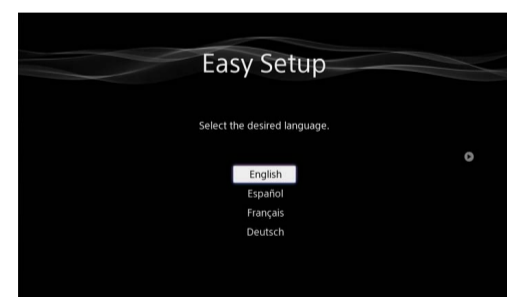 Easy Setup
Select the desired language.
English
Español
Français
Deutsch